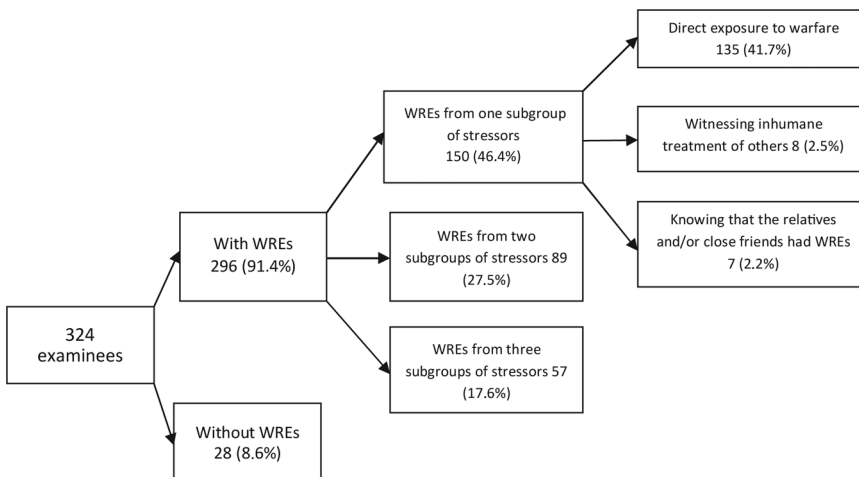 324
examinees
With WREs
296 (91.4%)
Without WREs
28 (8.6%)
WREs from one subgroup
of stressors
150 (46.4%)
WREs from two
subgroups of stressors 89
(27.5%)
WREs from three
subgroups of stressors 57
(17.6%)
Direct exposure to warfare
135 (41.7%)
Witnessing inhumane
treatment of others 8 (2.5%)
Knowing that the relatives
and/or close friends had WREs
7 (2.2%)